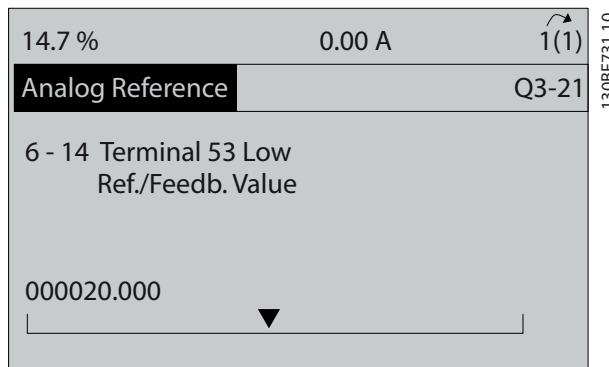 14.7 % 0.00 A 1(1)
Analog Reference Q3-21
6 - 14 Terminal 53 Low
Ref./Feedb. Value
000020.000
130BF731.10